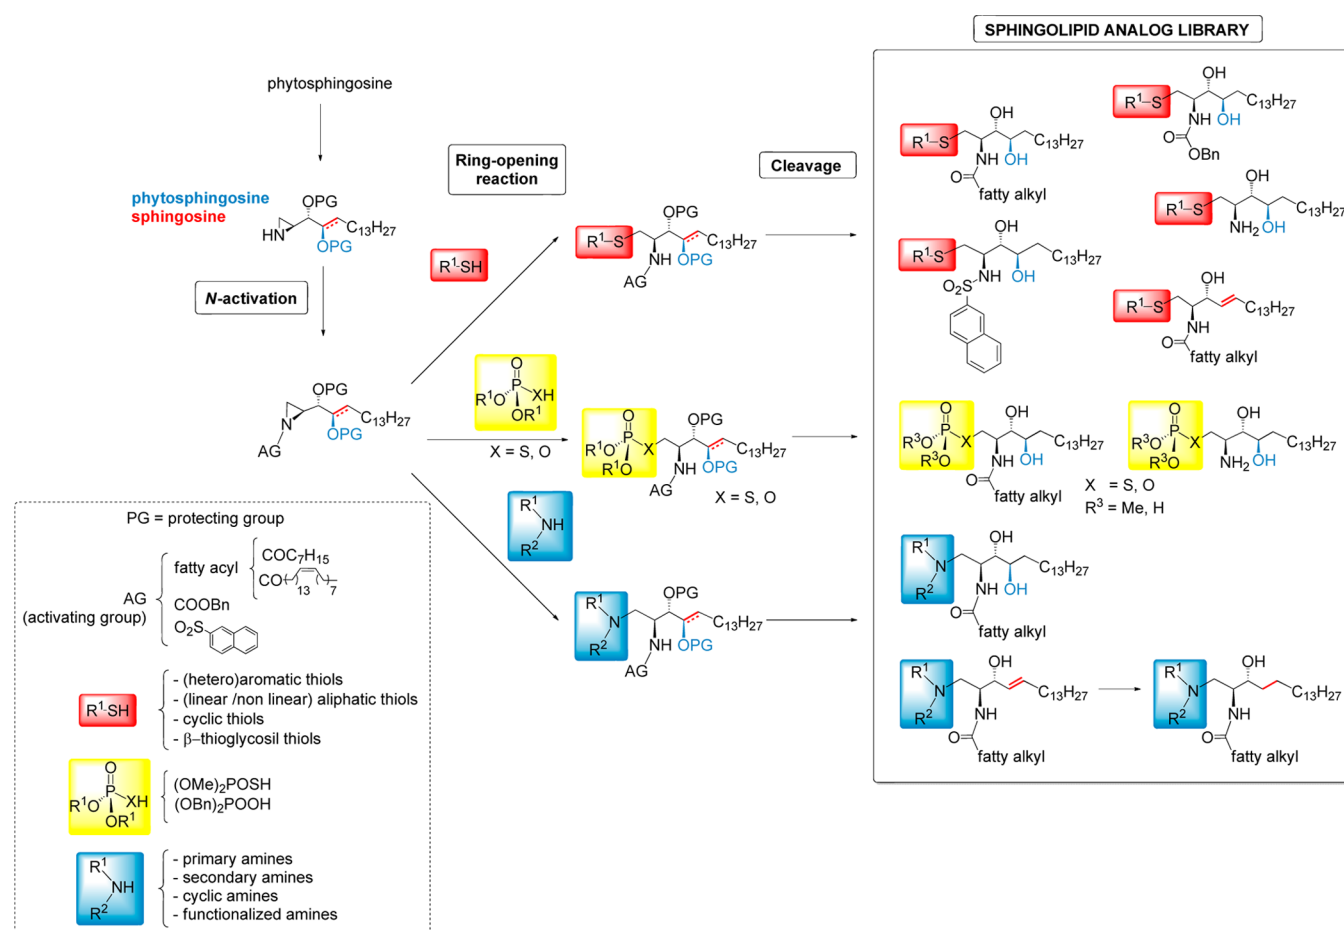 SPHINGOLIPID ANALOG LIBRARY
phytosphingosine
phytosphingosine
sphingosine
OPG
HN
OPG
C13H27
N-activation
OPG
N
AG
OPG
C13H27
Ring-opening
reaction
Cleavage
R1-SH
R1-S
OPG
NH
AG
OPG
C13H27
O
P
R1O
XH
OR1
X = S, O
O
P
R1O
R1O
X
OPG
NH
AG
OPG
C13H27
X = S, O
R1
NH
R2
R1
N
R2
OPG
NH
AG
OPG
C13H27
R1-S
OH
NH
OH
C13H27
O
fatty alkyl
R1-S
OH
NH
OH
C13H27
O
OBn
R1-S
OH
NH2
OH
C13H27
R1-S
OH
NH
OH
C13H27
O2S
R1-S
OH
NH
C13H27
O
fatty alkyl
O
P
R3O
R3O
X
OH
NH
OH
C13H27
O
fatty alkyl
O
P
R3O
R3O
X
OH
NH2
OH
C13H27
X = S, O
R3 = Me, H
R1
N
R2
OH
NH
OH
C13H27
O
fatty alkyl
R1
N
R2
OH
NH
C13H27
O
fatty alkyl
R1
N
R2
OH
NH
C13H27
O
fatty alkyl
PG = protecting group
AG
(activating group)
fatty acyl
COC7H15
CO
13
7
COOBn
SO2
R1-SH
- (hetero)aromatic thiols
- (linear /non linear) aliphatic thiols
- cyclic thiols
- β–thioglycosil thiols
O
P
R1O
XH
OR1
(OMe)2POSH
(OBn)2POOH
R1
NH
R2
- primary amines
- secondary amines
- cyclic amines
- functionalized amines